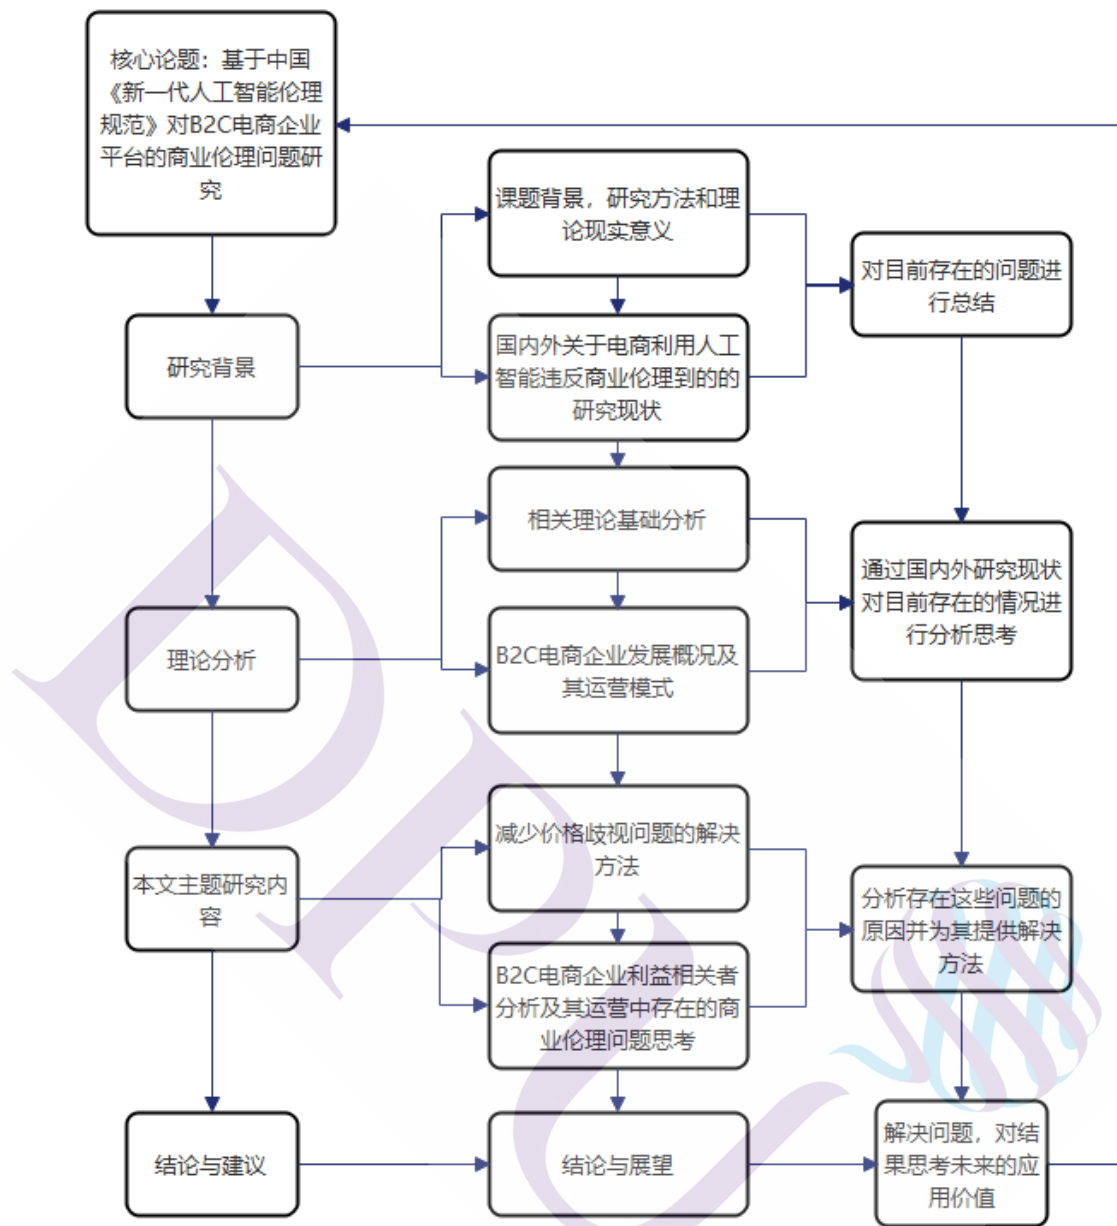 核心论题：基于中国
《新一代人工智能伦理
规范》对B2C电商企业
平台的商业伦理问题研
究
课题背景，研究方法和理
论现实意义
对目前存在的问题进
行总结
研究背景
国内外关于电商利用人工
智能违反商业伦理到的的
研究现状
相关理论基础分析
通过国内外研究现状
对目前存在的情况进
行分析思考
理论分析
B2C电商企业发展概况及
其运营模式
减少价格歧视问题的解决
方法
本文主题研究内
容
分析存在这些问题的
原因并为其提供解决
方法
B2C电商企业利益相关者
分析及其运营中存在的商
业伦理问题思考
结论与建议
结论与展望
解决问题，对结
果思考未来的应
用价值
DPU